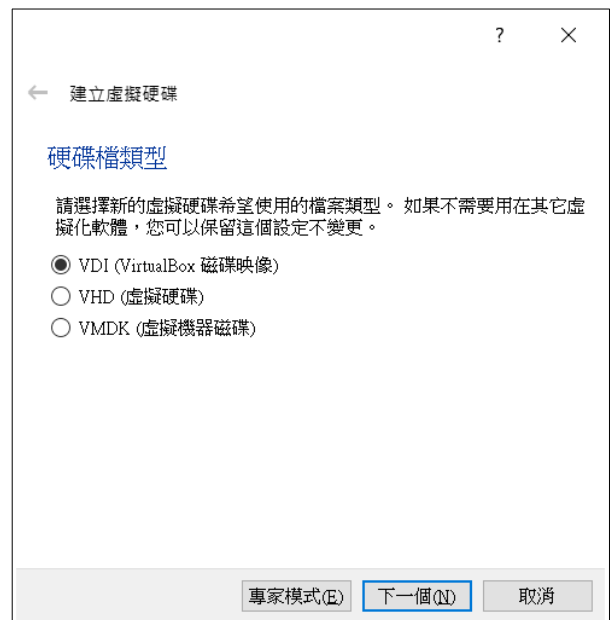 ?
建立虛擬硬碟
硬碟檔類型
請選擇新的虛擬硬碟希望使用的檔案類型。 如果不需要用在其它虛
擬化軟體，您可以保留這個設定不變更。
VDI (VirtualBox 磁碟映像)
VHD (虛擬硬碟)
VMDK (虛擬機器磁碟)
專家模式(E) 下一個(N) 取消